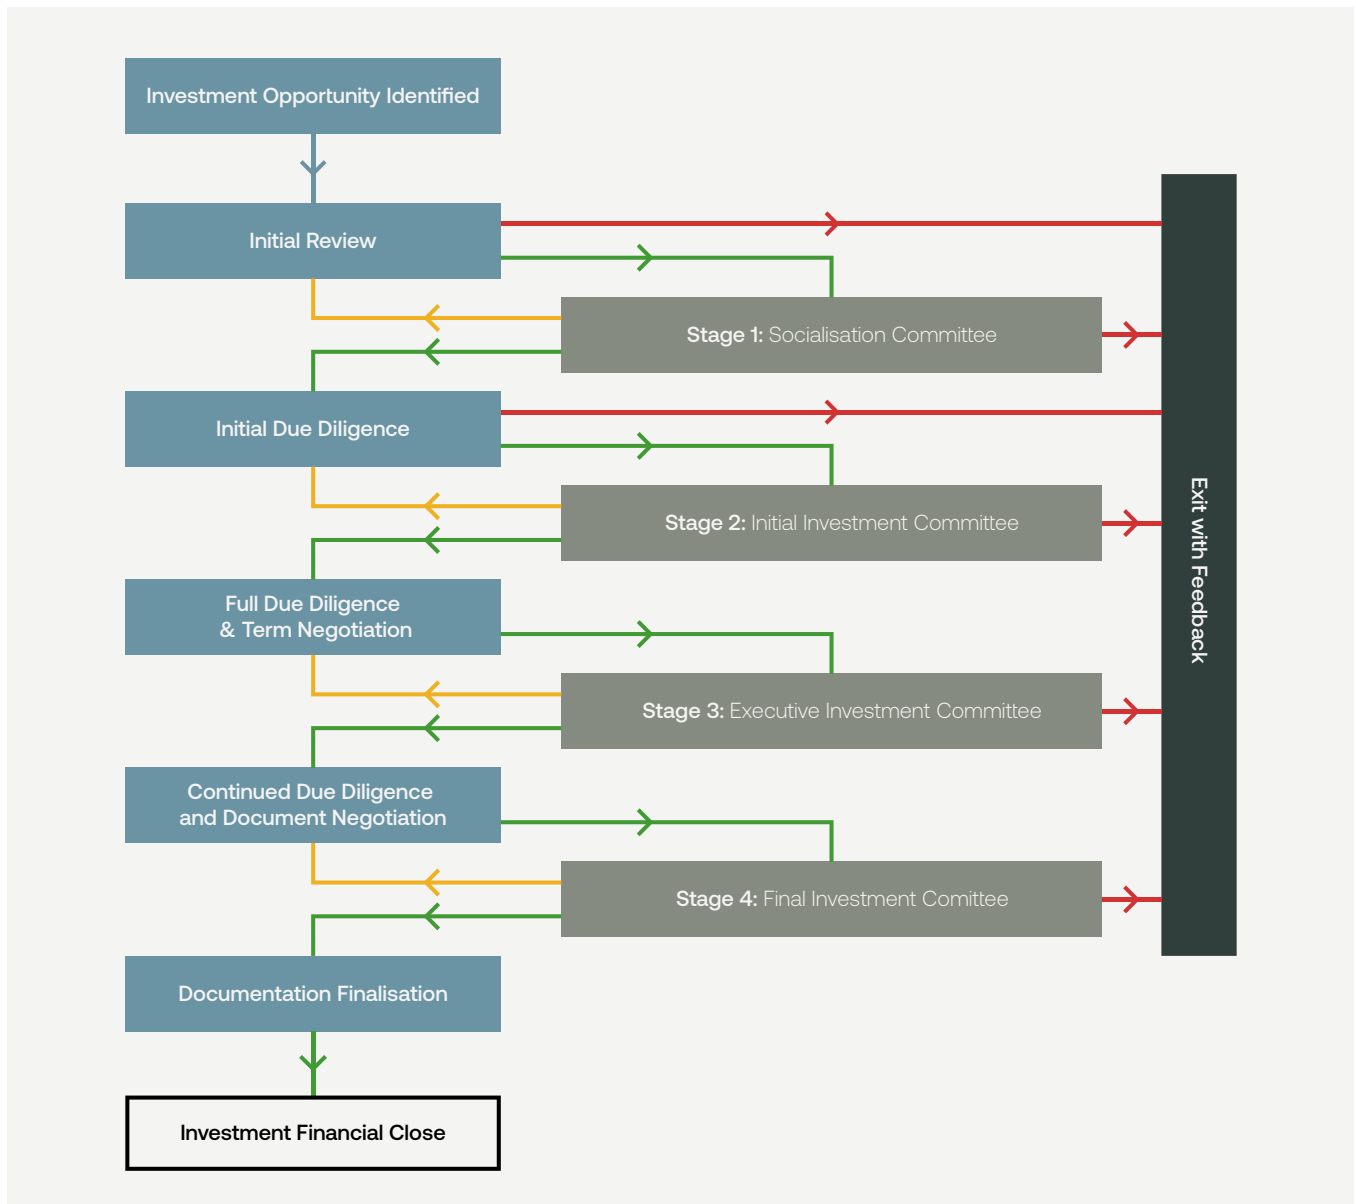 Investment Opportunity Identified
Initial Review
Stage 1: Socialisation Committee
Initial Due Diligence
Stage 2: Initial Investment Committee
Full Due Diligence
& Term Negotiation
Stage 3: Executive Investment Committee
Continued Due Diligence
and Document Negotiation
Stage 4: Final Investment Comittee
Documentation Finalisation
Investment Financial Close
Exit with Feedback